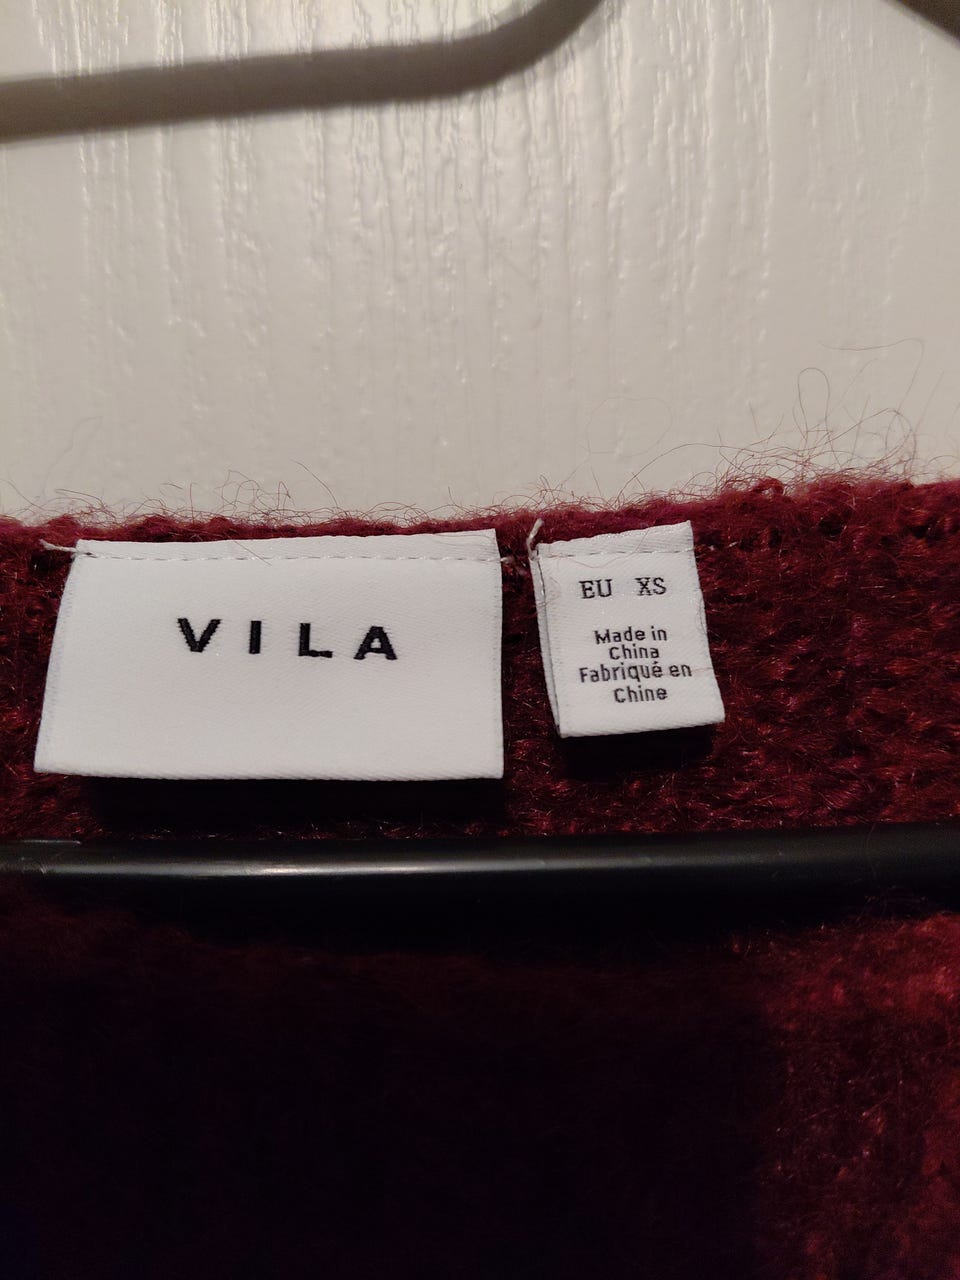 VILA
EU XS
Made in
China
Fabriqué en
Chine